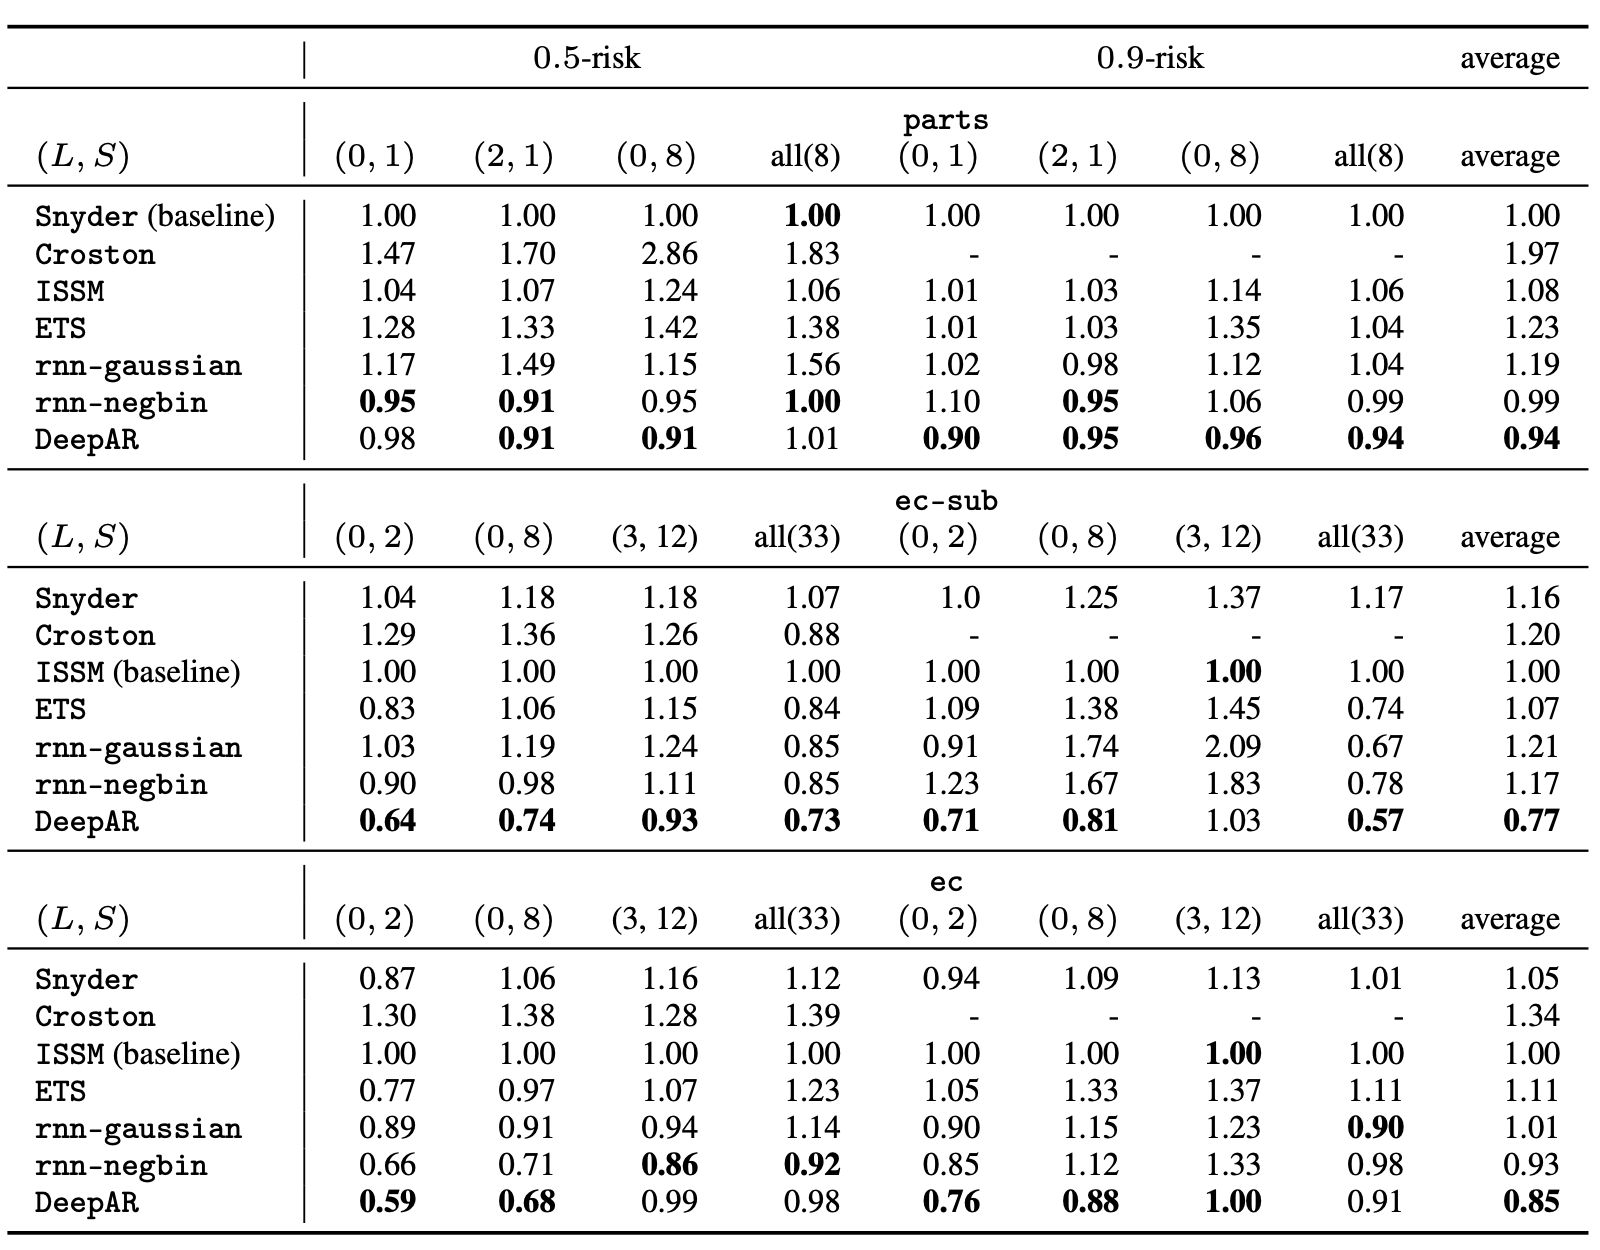 0.5-risk 0.9-risk average
parts
(L, S) (0, 1) (2, 1) (0, 8) all(8) (0, 1) (2, 1) (0, 8) all(8) average
Snyder (baseline) 1.00 1.00 1.00 1.00 1.00 1.00 1.00 1.00 1.00
Croston 1.47 1.70 2.86 1.83 - - - - 1.97
ISSM 1.04 1.07 1.24 1.06 1.01 1.03 1.14 1.06 1.08
ETS 1.28 1.33 1.42 1.38 1.01 1.03 1.35 1.04 1.23
rnn-gaussian 1.17 1.49 1.15 1.56 1.02 0.98 1.12 1.04 1.19
rnn-negbin 0.95 0.91 0.95 1.00 1.10 0.95 1.06 0.99 0.99
DeepAR 0.98 0.91 0.91 1.01 0.90 0.95 0.96 0.94 0.94
ec-sub
(L, S) (0, 2) (0, 8) (3, 12) all(33) (0, 2) (0, 8) (3, 12) all(33) average
Snyder 1.04 1.18 1.18 1.07 1.0 1.25 1.37 1.17 1.16
Croston 1.29 1.36 1.26 0.88 - - - - 1.20
ISSM (baseline) 1.00 1.00 1.00 1.00 1.00 1.00 1.00 1.00 1.00
ETS 0.83 1.06 1.15 0.84 1.09 1.38 1.45 0.74 1.07
rnn-gaussian 1.03 1.19 1.24 0.85 0.91 1.74 2.09 0.67 1.21
rnn-negbin 0.90 0.98 1.11 0.85 1.23 1.67 1.83 0.78 1.17
DeepAR 0.64 0.74 0.93 0.73 0.71 0.81 1.03 0.57 0.77
ec
(L, S) (0, 2) (0, 8) (3, 12) all(33) (0, 2) (0, 8) (3, 12) all(33) average
Snyder 0.87 1.06 1.16 1.12 0.94 1.09 1.13 1.01 1.05
Croston 1.30 1.38 1.28 1.39 - - - - 1.34
ISSM (baseline) 1.00 1.00 1.00 1.00 1.00 1.00 1.00 1.00 1.00
ETS 0.77 0.97 1.07 1.23 1.05 1.33 1.37 1.11 1.11
rnn-gaussian 0.89 0.91 0.94 1.14 0.90 1.15 1.23 0.90 1.01
rnn-negbin 0.66 0.71 0.86 0.92 0.85 1.12 1.33 0.98 0.93
DeepAR 0.59 0.68 0.99 0.98 0.76 0.88 1.00 0.91 0.85